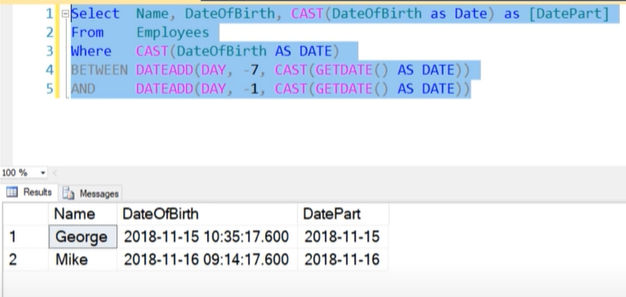 1 Select Name, DateOfBirth, CAST(DateOfBirth as Date) as [DatePart]
2 From Employees
3 Where CAST(DateOfBirth AS DATE)
4 BETWEEN DATEADD(DAY, -7, CAST(GETDATE() AS DATE))
5 AND DATEADD(DAY, -1, CAST(GETDATE() AS DATE))
100 %
Results Messages
Name DateOfBirth DatePart
1 George 2018-11-15 10:35:17.600 2018-11-15
2 Mike 2018-11-16 09:14:17.600 2018-11-16